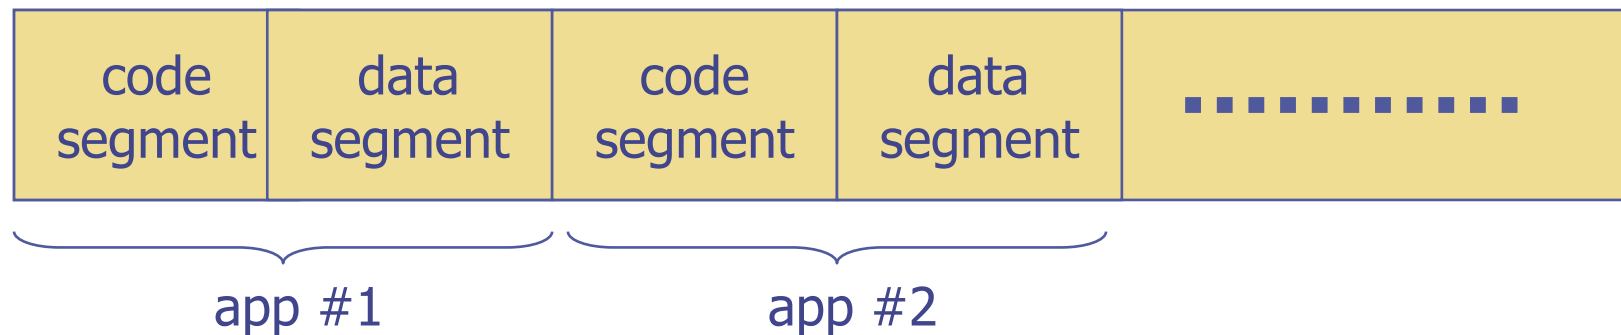 code
segment
data
segment
code
segment
data
segment
app #1
app #2